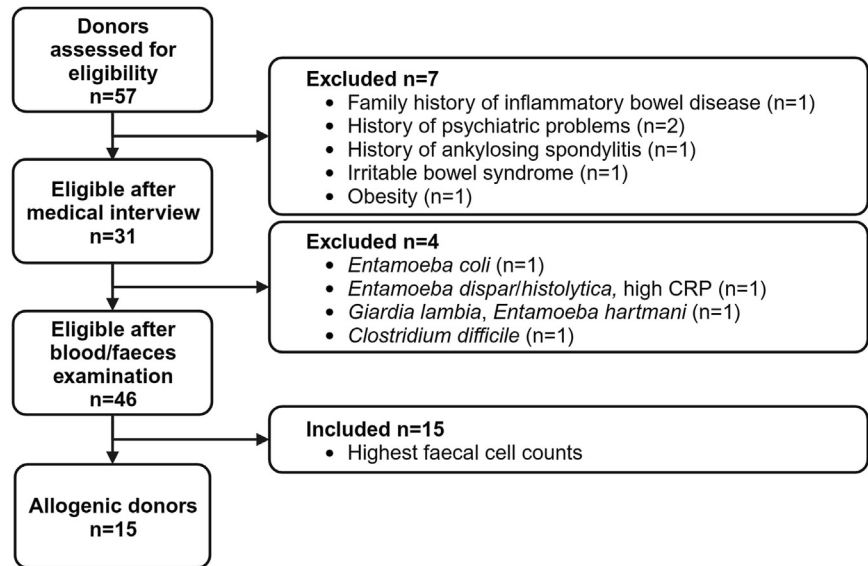 Donors
assessed for
eligibility
n=57
Excluded n=7
• Family history of inflammatory bowel disease (n=1)
• History of psychiatric problems (n=2)
• History of ankylosing spondylitis (n=1)
• Irritable bowel syndrome (n=1)
• Obesity (n=1)
Eligible after
medical interview
n=31
Excluded n=4
• Entamoeba coli (n=1)
• Entamoeba dispar/histolytica, high CRP (n=1)
• Giardia lambia, Entamoeba hartmani (n=1)
• Clostridium difficile (n=1)
Eligible after
blood/faeces
examination
n=46
Included n=15
• Highest faecal cell counts
Allogenic donors
n=15